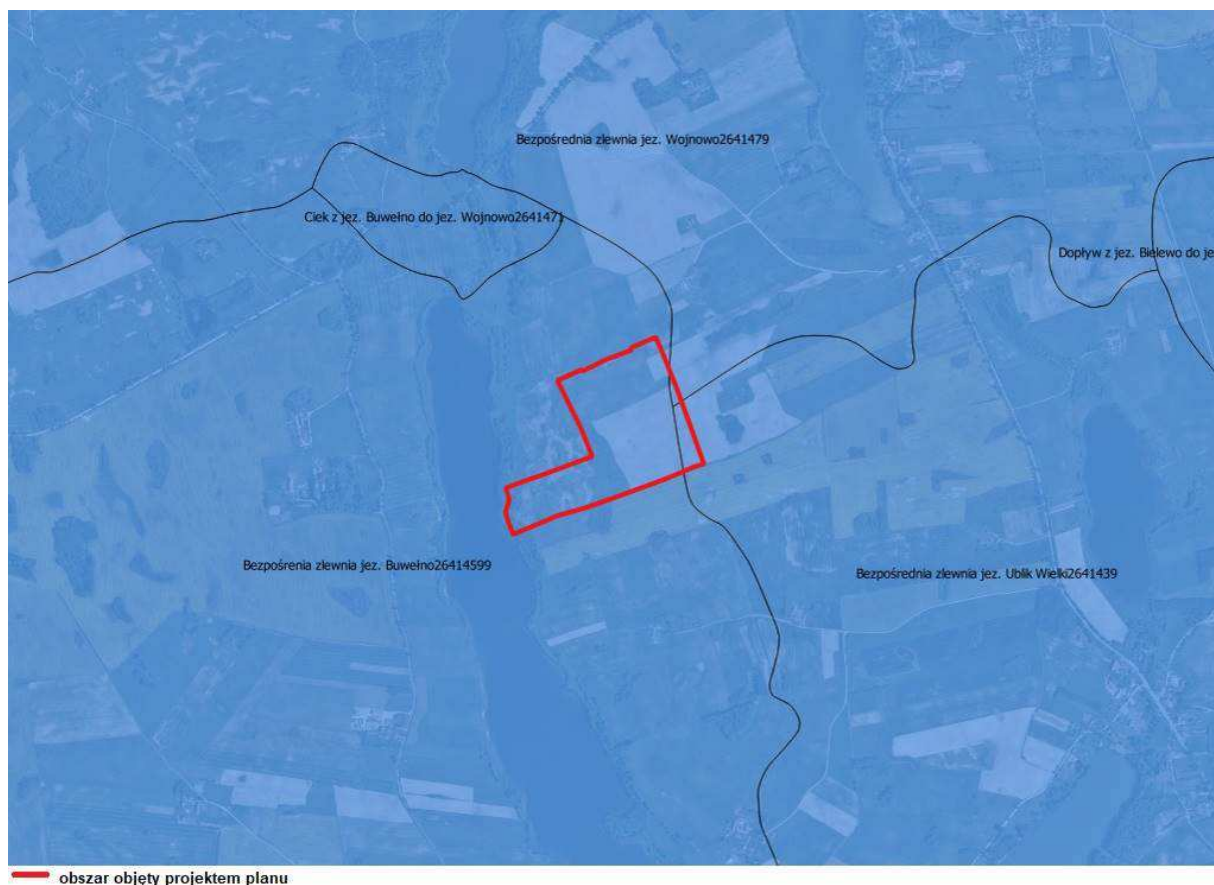 Bezpośrednia zlewnia jez. Wojnowo2641479
Ciek z jez. Buwełno do jez. Wojnowo2641471
Dopływ z jez. Bielewo do je
Bezpośrenia zlewnia jez. Buwełno26414599
Bezpośrednia zlewnia jez. Ublik Wielki2641439
obszar objęty projektem planu